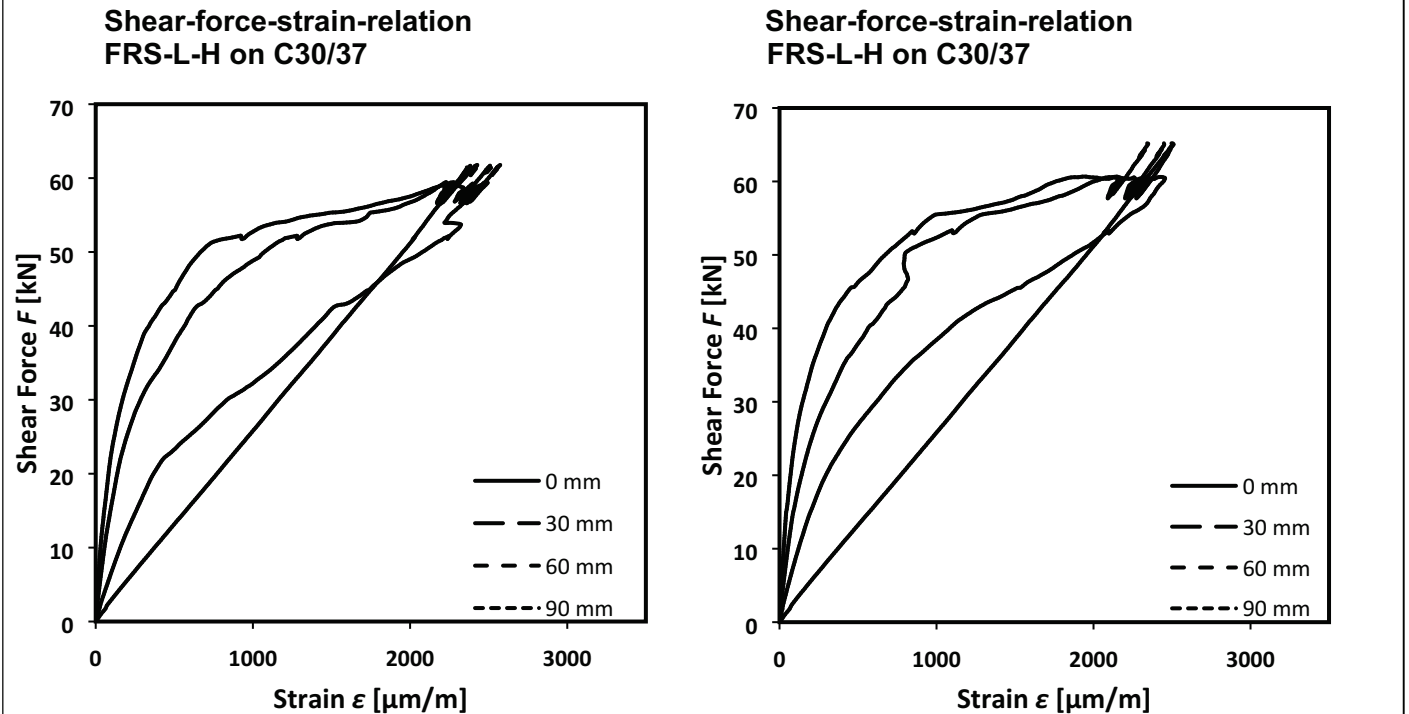 Shear-force-strain-relation
FRS-L-H on C30/37
70
60
50
40
30
20
10
0
Shear Force F [kN]
0 mm
30 mm
60 mm
90 mm
0 1000 2000 3000
Strain ε [µm/m]
Shear-force-strain-relation
FRS-L-H on C30/37
70
60
50
40
30
20
10
0
Shear Force F [kN]
0 mm
30 mm
60 mm
90 mm
0 1000 2000 3000
Strain ε [µm/m]